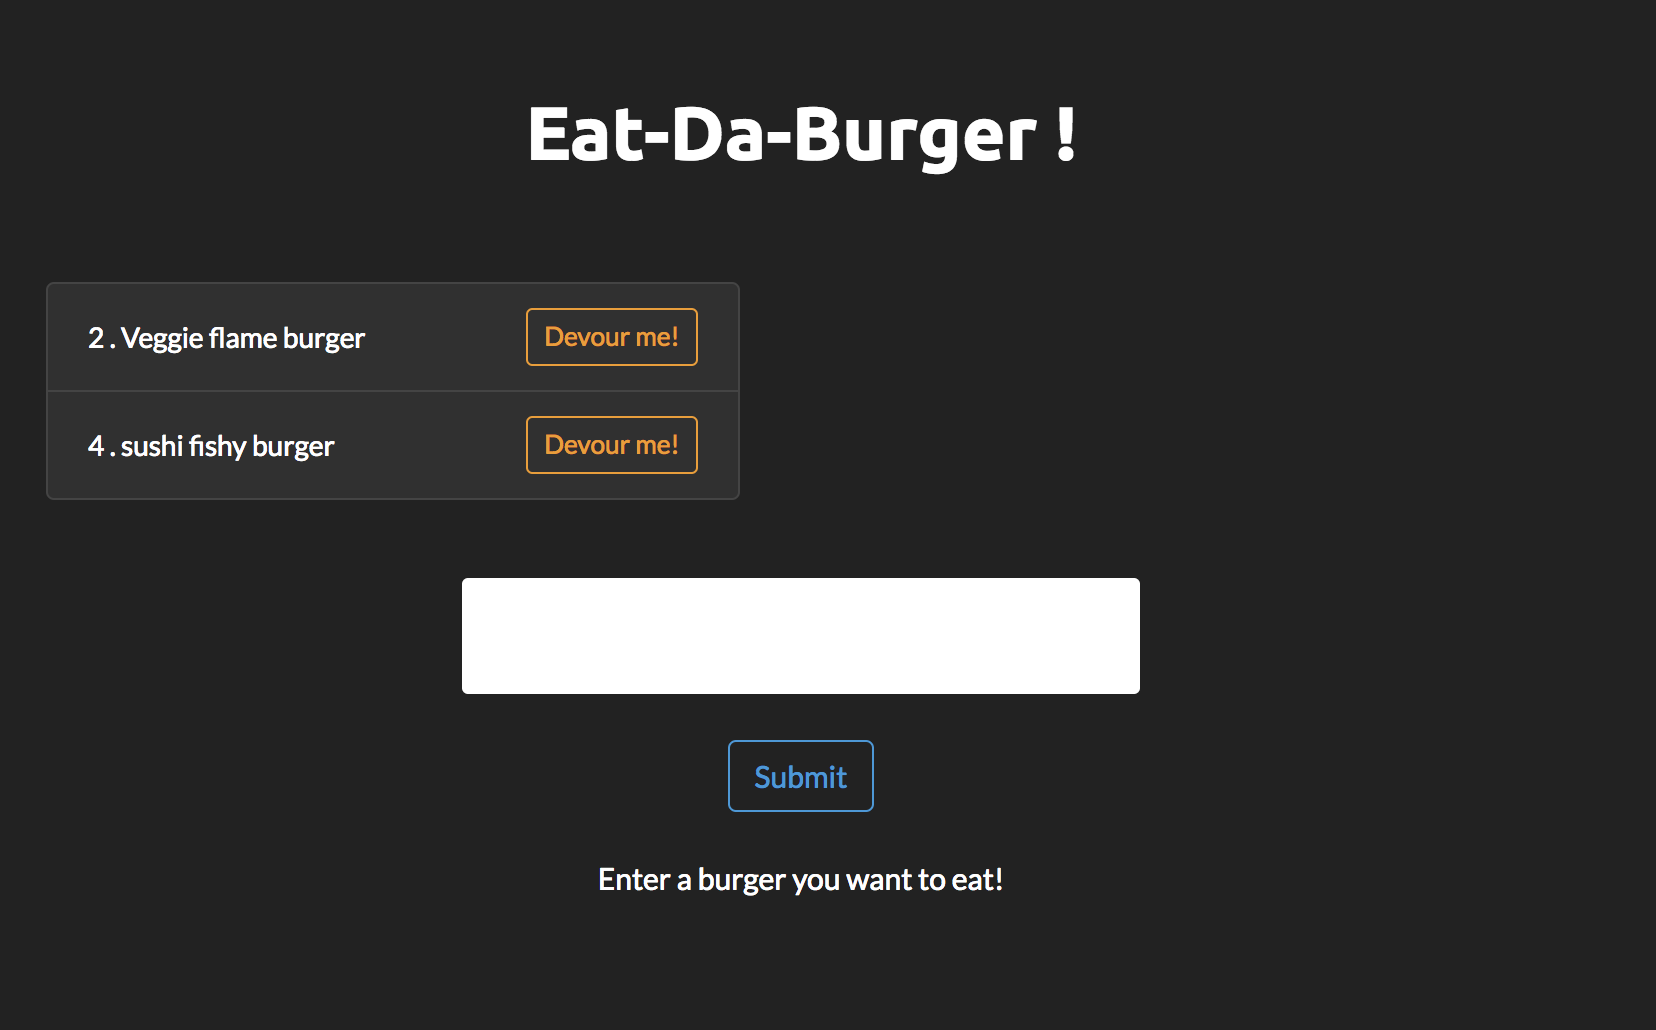 Eat-Da-Burger !
2 . Veggie flame burger Devour me!
4 . sushi fishy burger Devour me!
Submit
Enter a burger you want to eat!